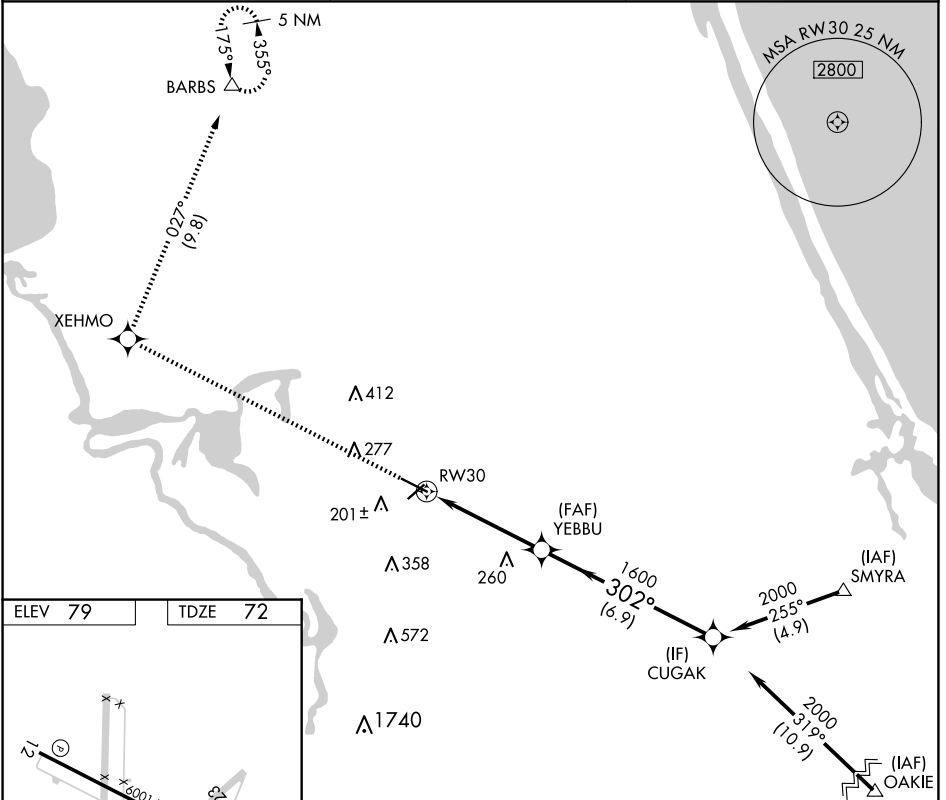 5 NM
175°
355°
BARBS
MSA RW30 25 NM
2800
027°
(9.8)
XEHMO
412
277
RW30
201±
(FAF)
YEBBU
358
260
1600
302°
(6.9)
(IAF)
SMYRA
2000
255°
(4.9)
ELEV 79
TDZE 72
572
(IF)
CUGAK
1740
2000
319°
(10.9)
(IAF)
OAKIE
X X
12
P
X X
6001
23